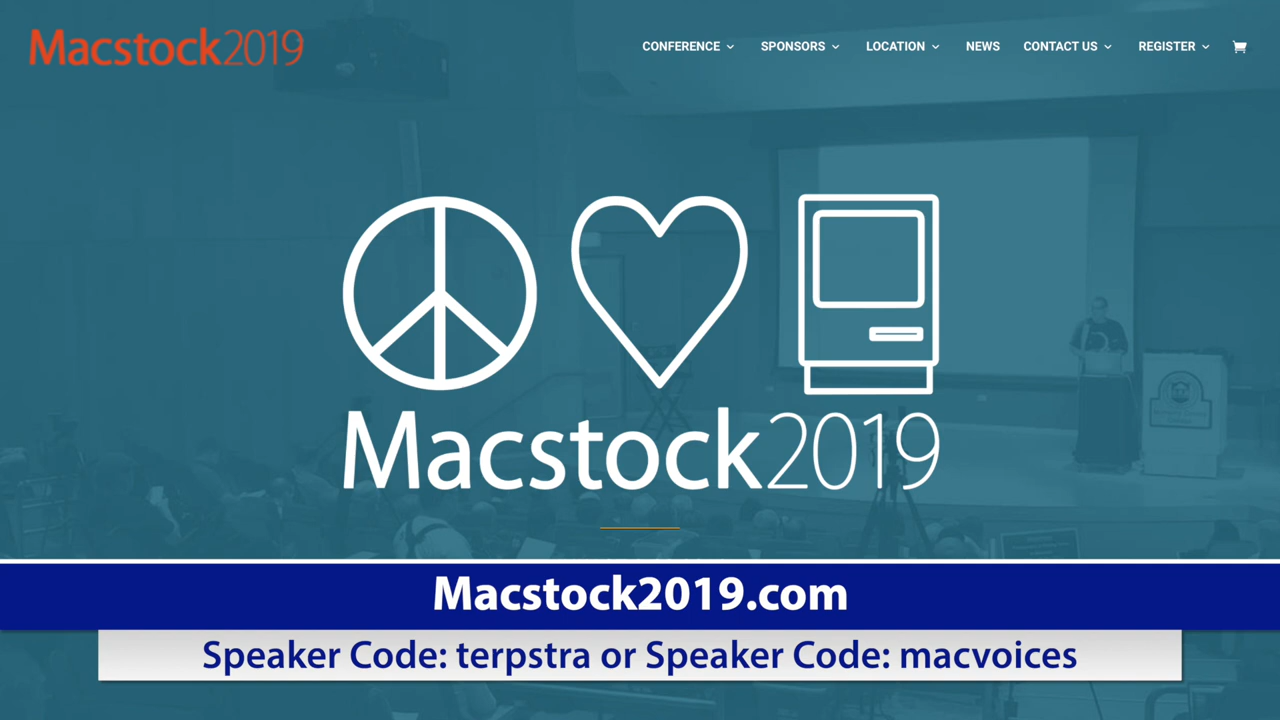 Macstock2019
CONFERENCE
SPONSORS
LOCATION
NEWS
CONTACT US
REGISTER
Macstock2019
Macstock2019.com
Speaker Code: terpstra or Speaker Code: macvoices